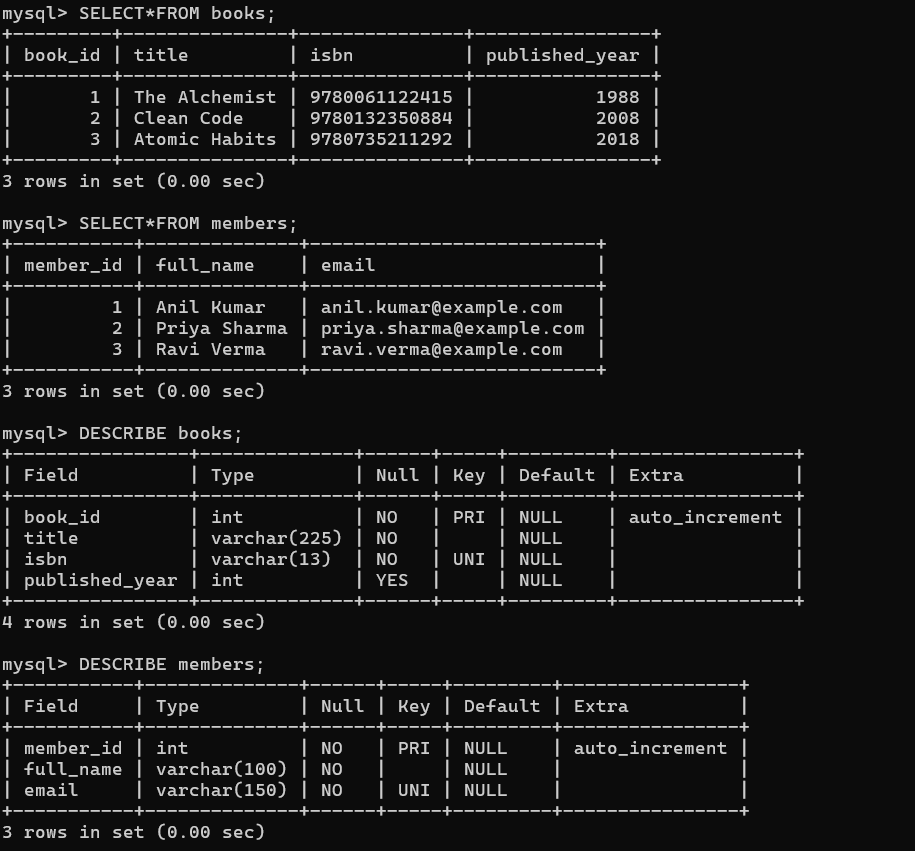 mysql> SELECT*FROM books;
+---------+---------------+---------------+----------------+
| book_id | title         | isbn          | published_year |
+---------+---------------+---------------+----------------+
|       1 | The Alchemist | 9780061122415 |           1988 |
|       2 | Clean Code    | 9780132350884 |           2008 |
|       3 | Atomic Habits | 9780735211292 |           2018 |
+---------+---------------+---------------+----------------+
3 rows in set (0.00 sec)

mysql> SELECT*FROM members;
+-----------+--------------+--------------------------+
| member_id | full_name    | email                    |
+-----------+--------------+--------------------------+
|         1 | Anil Kumar   | anil.kumar@example.com   |
|         2 | Priya Sharma | priya.sharma@example.com |
|         3 | Ravi Verma   | ravi.verma@example.com   |
+-----------+--------------+--------------------------+
3 rows in set (0.00 sec)

mysql> DESCRIBE books;
+----------------+--------------+------+-----+---------+----------------+
| Field          | Type         | Null | Key | Default | Extra          |
+----------------+--------------+------+-----+---------+----------------+
| book_id        | int          | NO   | PRI | NULL    | auto_increment |
| title          | varchar(225) | NO   |     | NULL    |                |
| isbn           | varchar(13)  | NO   | UNI | NULL    |                |
| published_year | int          | YES  |     | NULL    |                |
+----------------+--------------+------+-----+---------+----------------+
4 rows in set (0.00 sec)

mysql> DESCRIBE members;
+-----------+--------------+------+-----+---------+----------------+
| Field     | Type         | Null | Key | Default | Extra          |
+-----------+--------------+------+-----+---------+----------------+
| member_id | int          | NO   | PRI | NULL    | auto_increment |
| full_name | varchar(100) | NO   |     | NULL    |                |
| email     | varchar(150) | NO   | UNI | NULL    |                |
+-----------+--------------+------+-----+---------+----------------+
3 rows in set (0.00 sec)